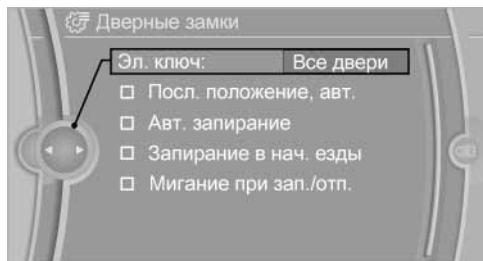 Дверные замки
Эл. ключ: Все двери
Посл. положение, авт.
Авт. запирание
Запирание в нач. езды
Мигание при зап./отп.